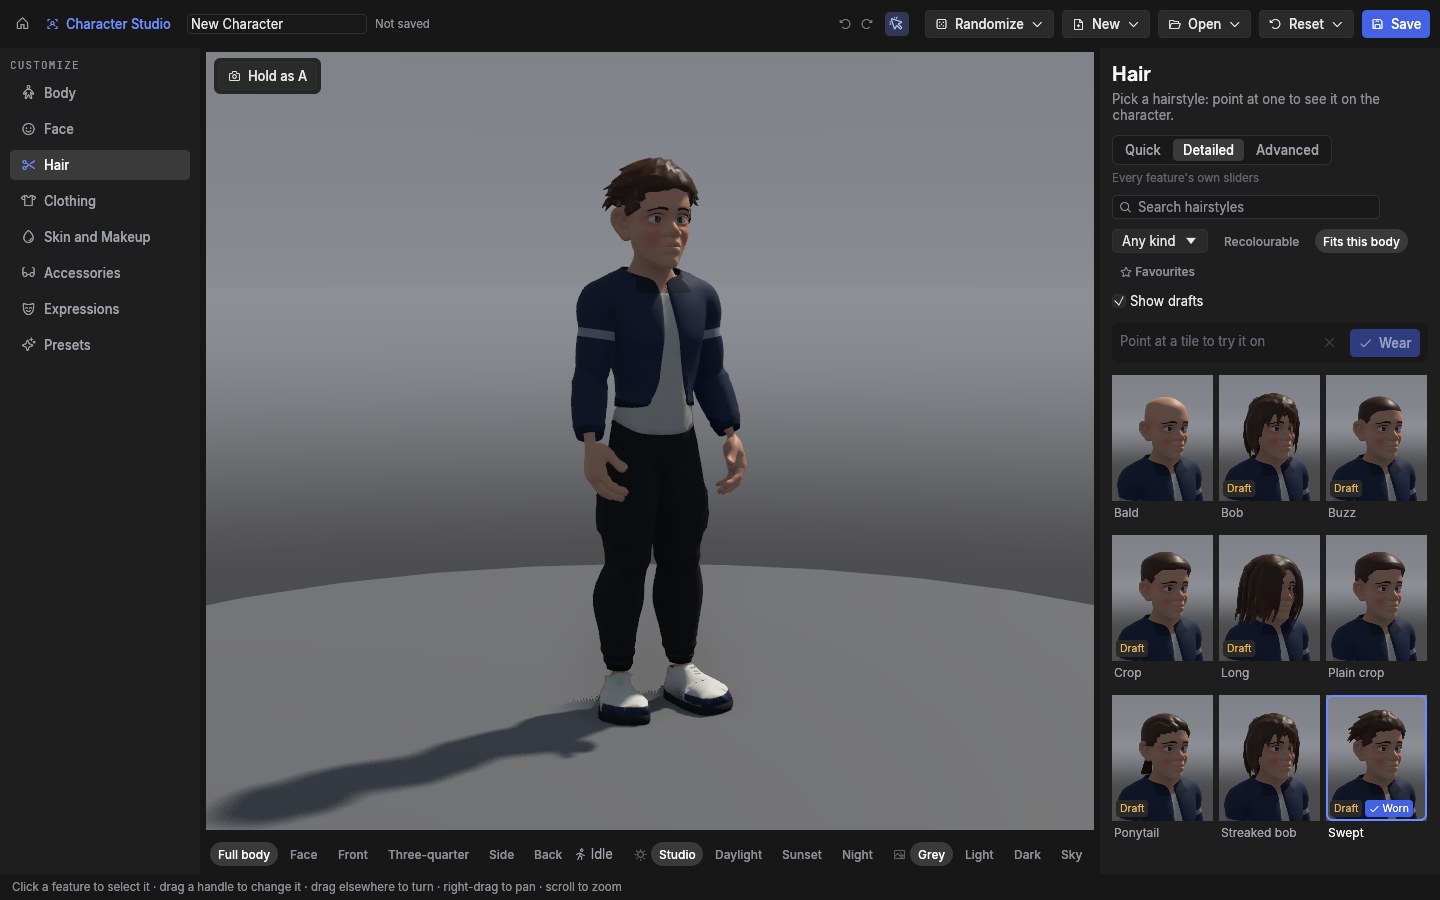 Character Studio
New Character
Not saved
Randomize
New
Open
Reset
Save
CUSTOMIZE
Body
Face
Hair
Clothing
Skin and Makeup
Accessories
Expressions
Presets
Hold as A
Full body
Face
Front
Three-quarter
Side
Back
Idle
Studio
Daylight
Sunset
Night
Grey
Light
Dark
Sky
Hair
Pick a hairstyle: point at one to see it on the
character.
Quick
Detailed
Advanced
Every feature's own sliders
Search hairstyles
Any kind
Recolourable
Fits this body
Favourites
Show drafts
Point at a tile to try it on
Wear
Bald
Draft
Bob
Draft
Buzz
Draft
Crop
Draft
Long
Plain crop
Draft
Ponytail
Streaked bob
Draft
Worn
Swept
Click a feature to select it · drag a handle to change it · drag elsewhere to turn · right-drag to pan · scroll to zoom